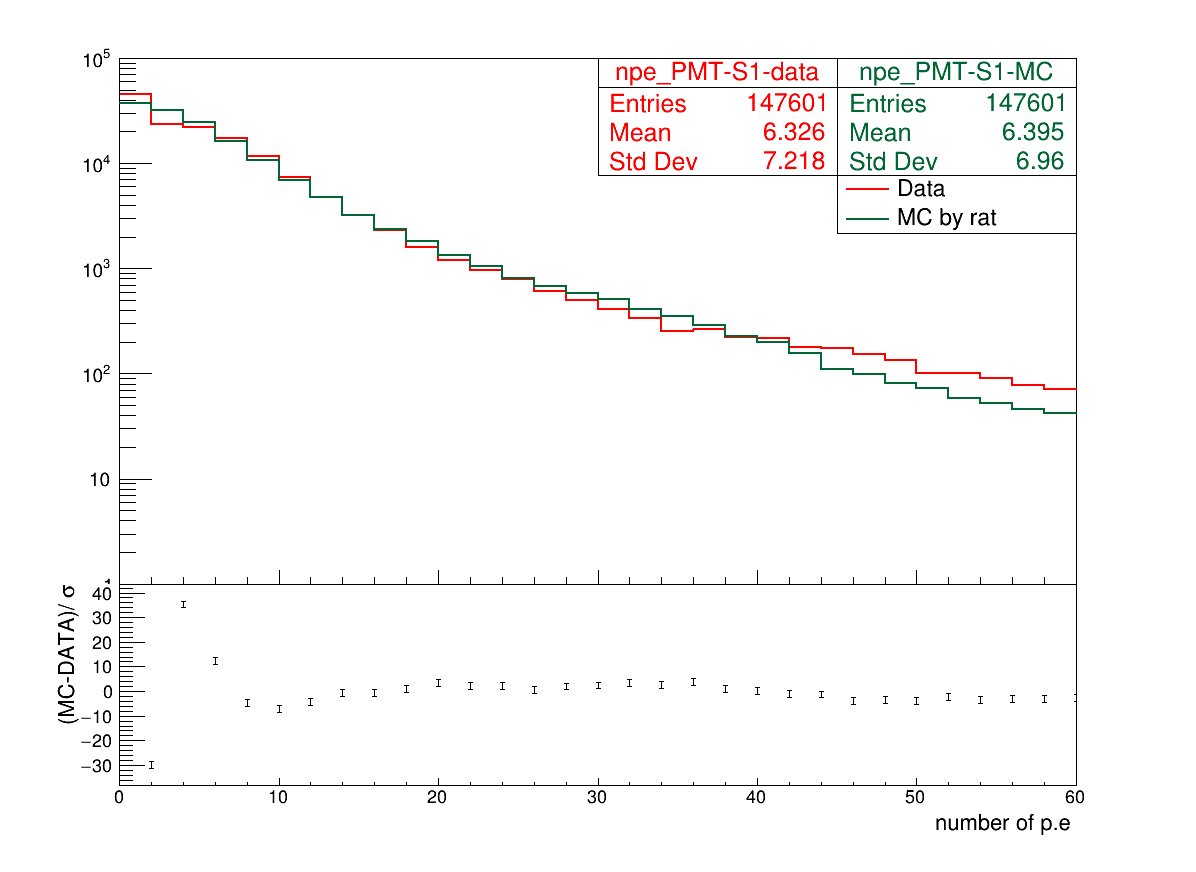 npe_PMT-S1-data
Entries 147601
Mean 6.326
Std Dev 7.218
npe_PMT-S1-MC
Entries 147601
Mean 6.395
Std Dev 6.96
Data
MC by rat
10^5
10^4
10^3
10^2
10
(MC-DATA)/ σ
40
30
20
10
0
−10
−20
−30
0 10 20 30 40 50 60
number of p.e